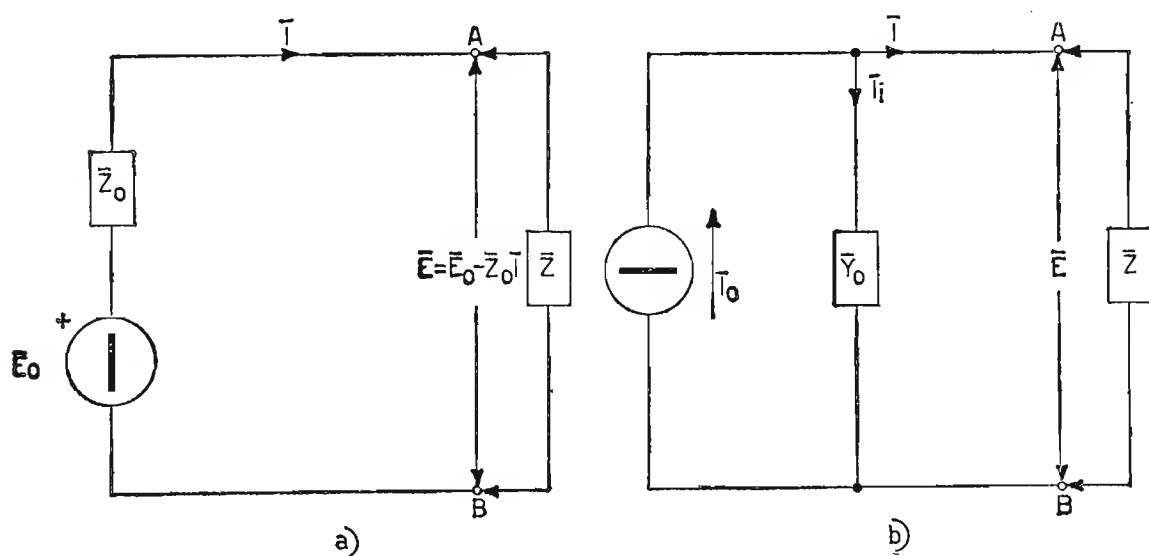 Ī
A
Z̄₀
Ē=Ē₀-Z̄₀Ī
Z̄
+
Ē₀
B
a)
Ī
A
Īi
Ȳ₀
Ē
Z̄
Ī₀
B
b)